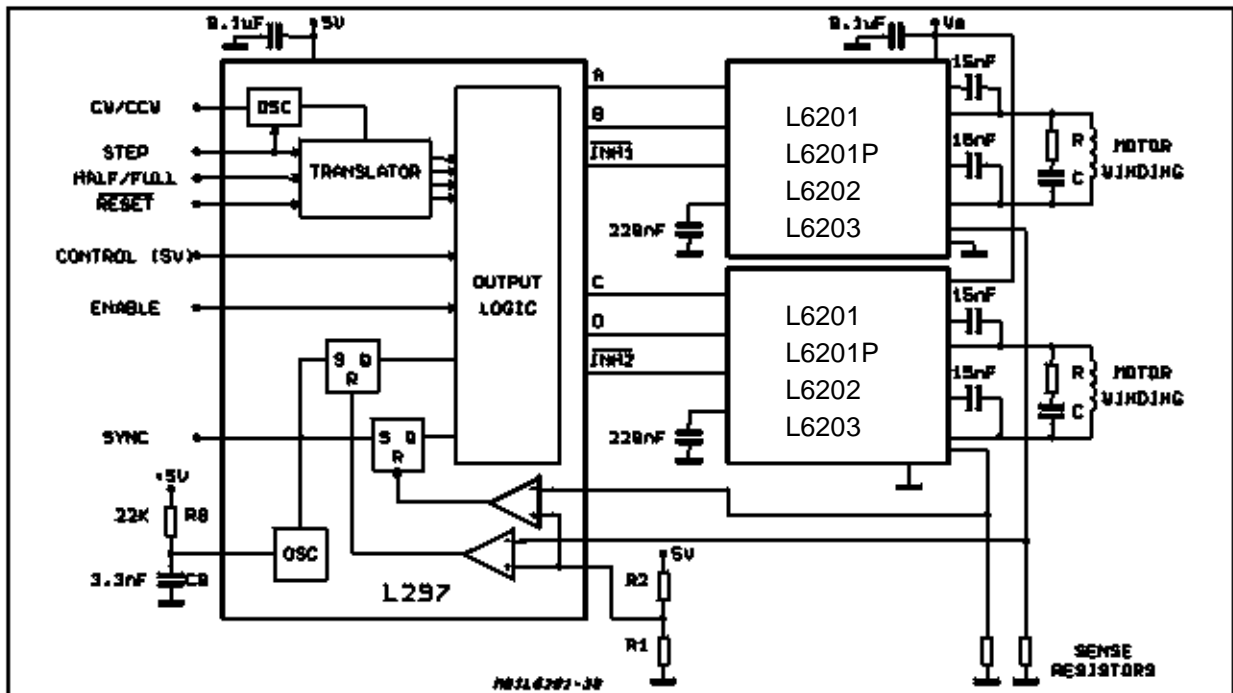 0.1uF
5V
0.1uF
Vs
15nF
A
CW/CCW
OSC
B
L6201
STEP
INH1
L6201P
15nF
R
MOTOR
HALF/FULL
TRANSLATOR
L6202
C
WINDING
RESET
220nF
L6203
CONTROL (5V)
OUTPUT
LOGIC
C
15nF
ENABLE
D
L6201
S Q
R
INH2
L6201P
15nF
R
MOTOR
L6202
C
WINDING
SYNC
S Q
R
220nF
L6203
+5V
22K
R8
OSC
5V
3.3nF
C8
R2
L297
R1
SENSE
RESISTORS